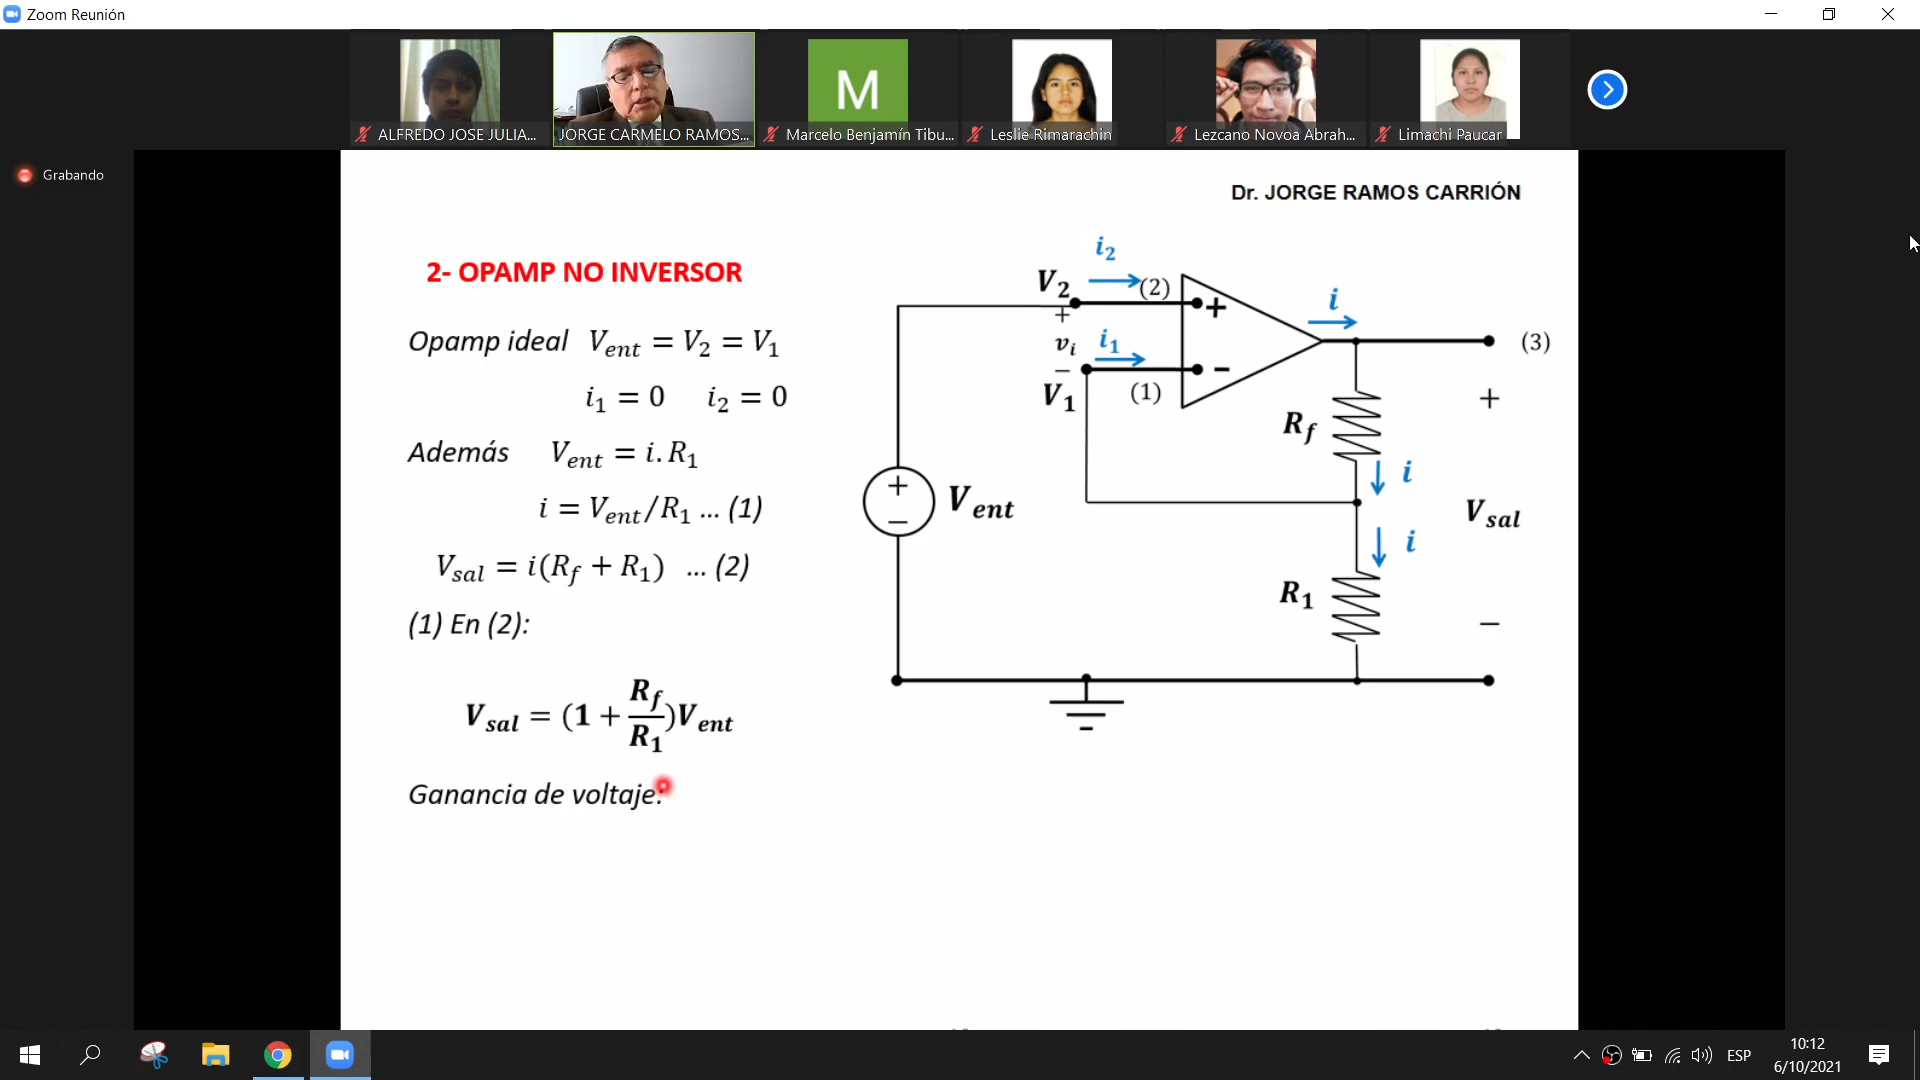 Zoom Reunión
ALFREDO JOSE JULIA...
JORGE CARMELO RAMOS...
M
Marcelo Benjamín Tibu...
Leslie Rimarachin
Lezcano Novoa Abrah...
Limachi Paucar
Grabando
Dr. JORGE RAMOS CARRIÓN
2- OPAMP NO INVERSOR
Opamp ideal V_ent = V_2 = V_1
i_1 = 0 i_2 = 0
Además V_ent = i.R_1
i = V_ent/R_1 ... (1)
V_sal = i(R_f + R_1) ... (2)
(1) En (2):
V_sal = (1 + R_f/R_1)V_ent
Ganancia de voltaje:
i_2
V_2
(2)
+
+
i
v_i
i_1
(3)
−
−
V_1
(1)
+
R_f
i
+
−
V_ent
V_sal
i
R_1
−
ESP
10:12
6/10/2021